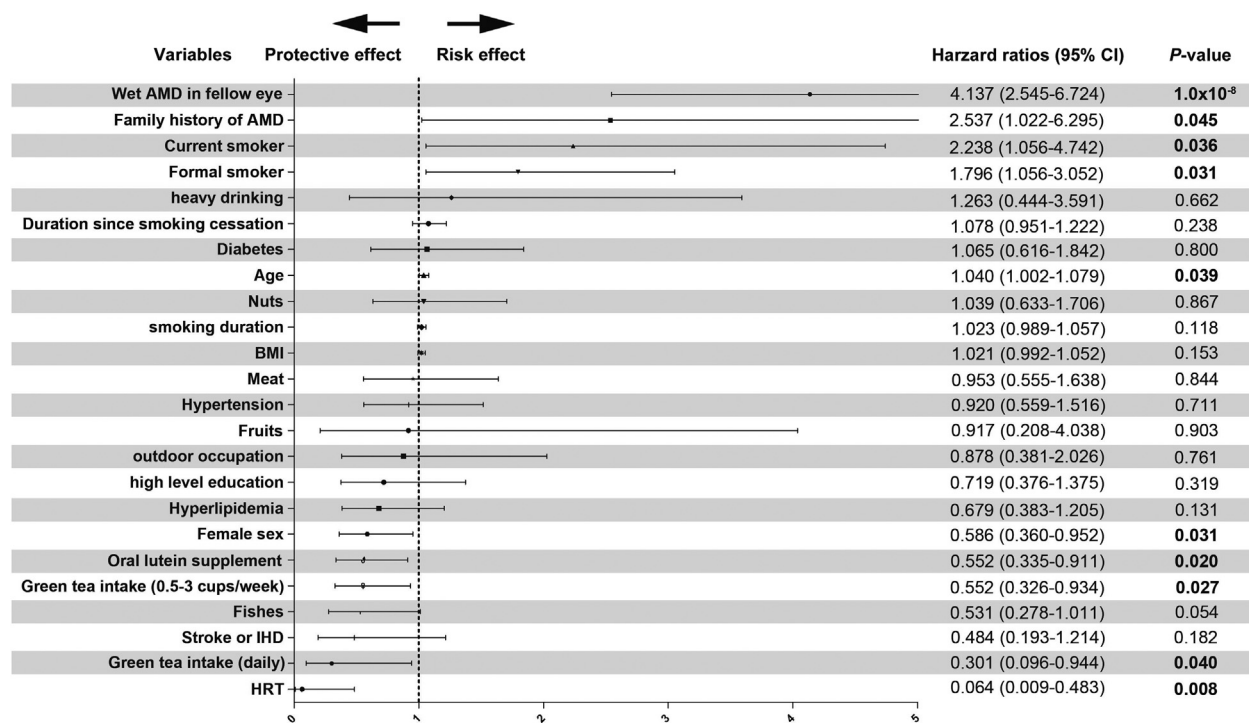 Variables Protective effect Risk effect Harzard ratios (95% CI) P-value
Wet AMD in fellow eye 4.137 (2.545-6.724) 1.0x10-8
Family history of AMD 2.537 (1.022-6.295) 0.045
Current smoker 2.238 (1.056-4.742) 0.036
Formal smoker 1.796 (1.056-3.052) 0.031
heavy drinking 1.263 (0.444-3.591) 0.662
Duration since smoking cessation 1.078 (0.951-1.222) 0.238
Diabetes 1.065 (0.616-1.842) 0.800
Age 1.040 (1.002-1.079) 0.039
Nuts 1.039 (0.633-1.706) 0.867
smoking duration 1.023 (0.989-1.057) 0.118
BMI 1.021 (0.992-1.052) 0.153
Meat 0.953 (0.555-1.638) 0.844
Hypertension 0.920 (0.559-1.516) 0.711
Fruits 0.917 (0.208-4.038) 0.903
outdoor occupation 0.878 (0.381-2.026) 0.761
high level education 0.719 (0.376-1.375) 0.319
Hyperlipidemia 0.679 (0.383-1.205) 0.131
Female sex 0.586 (0.360-0.952) 0.031
Oral lutein supplement 0.552 (0.335-0.911) 0.020
Green tea intake (0.5-3 cups/week) 0.552 (0.326-0.934) 0.027
Fishes 0.531 (0.278-1.011) 0.054
Stroke or IHD 0.484 (0.193-1.214) 0.182
Green tea intake (daily) 0.301 (0.096-0.944) 0.040
HRT 0.064 (0.009-0.483) 0.008
0 1 2 3 4 5